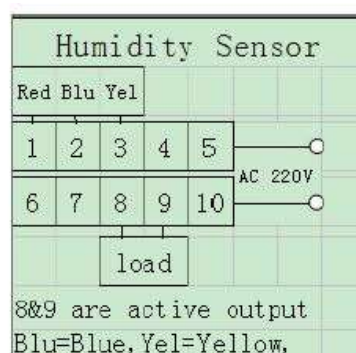 Humidity Sensor
Red Blu Yel
1 2 3 4 5
AC 220V
6 7 8 9 10
load
8&9 are active output
Blu=Blue,Yel=Yellow,